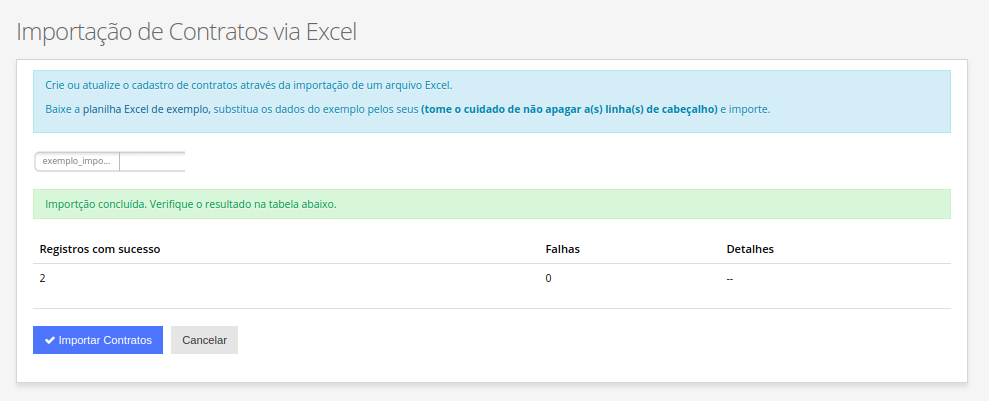 Importação de Contratos via Excel
Crie ou atualize o cadastro de contratos através da importação de um arquivo Excel.
Baixe a planilha Excel de exemplo, substitua os dados do exemplo pelos seus (tome o cuidado de não apagar a(s) linha(s) de cabeçalho) e importe.
exemplo_impo...
Importção concluída. Verifique o resultado na tabela abaixo.
Registros com sucesso Falhas Detalhes
2 0 --
Importar Contratos Cancelar